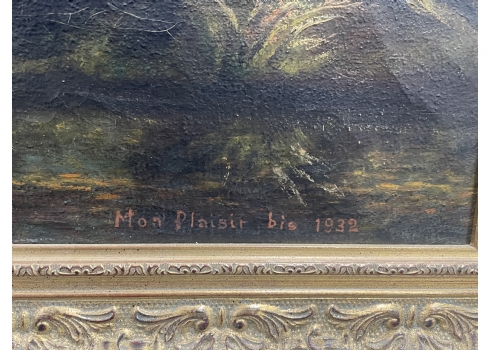 Mon Plaisir bis 1932